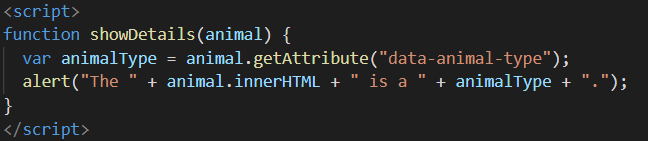 <script>
function showDetails(animal) {
  var animalType = animal.getAttribute("data-animal-type");
  alert("The " + animal.innerHTML + " is a " + animalType + ".");
}
</script>